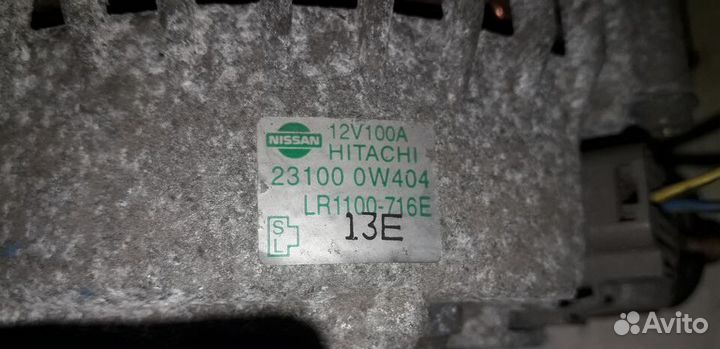 NISSAN
12V100A
HITACHI
23100 0W404
LR1100-716E
13E
S
L
Avito